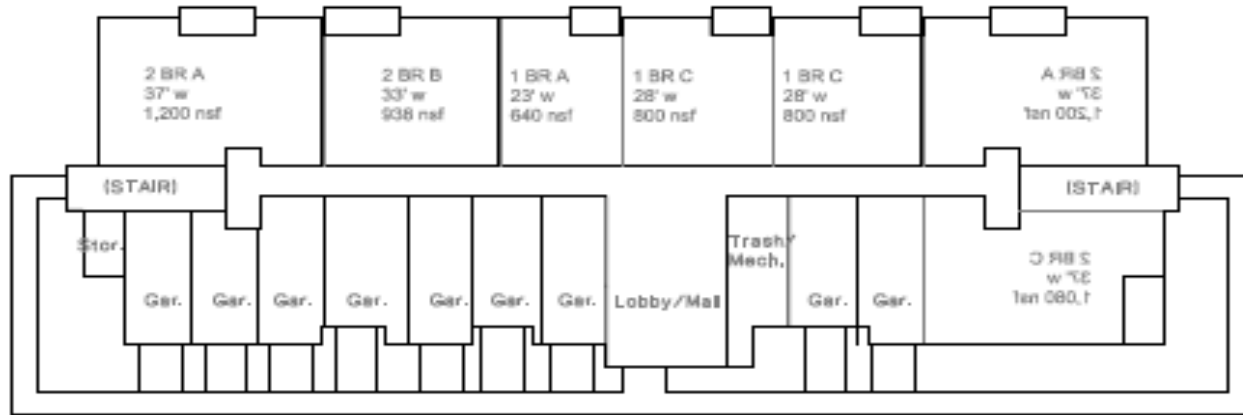 2 BR A
37' w
1,200 nsf
2 BR B
33' w
938 nsf
1 BR A
23' w
640 nsf
1 BR C
28' w
800 nsf
1 BR C
28' w
800 nsf
2 BR A
37' w
1,200 nsf
(STAIR)
(STAIR)
Stor.
Gar.
Gar.
Gar.
Gar.
Gar.
Gar.
Gar.
Lobby/Mail
Trash/
Mech.
Gar.
Gar.
2 BR C
37' w
1,080 nsf